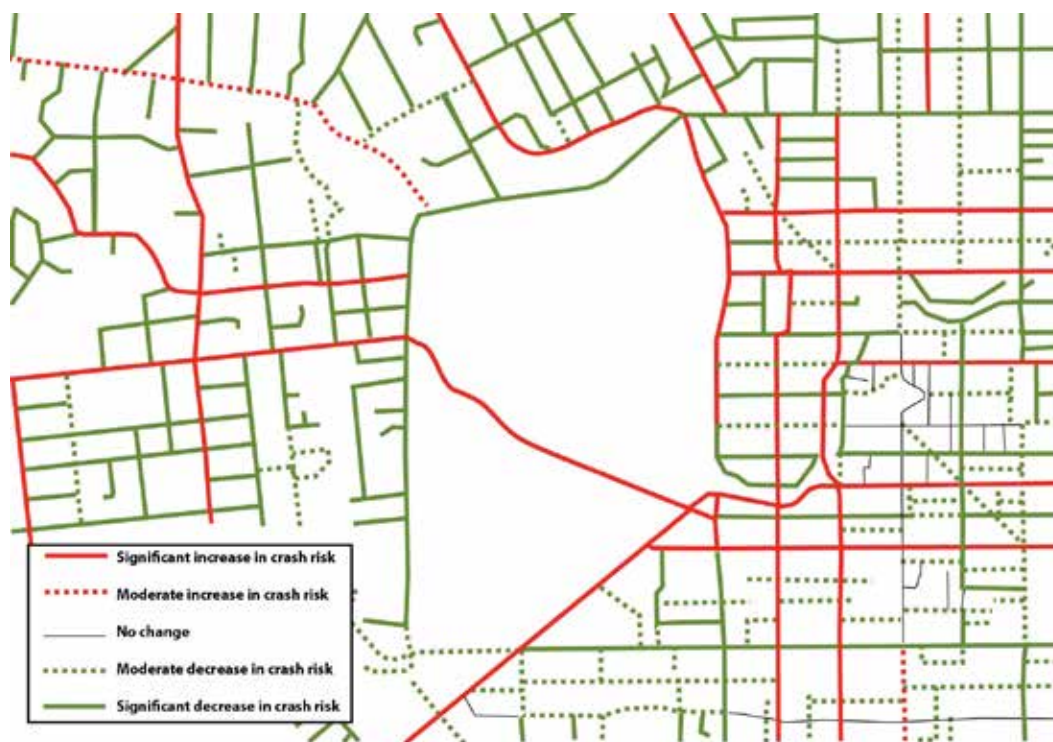 Significant increase in crash risk
Moderate increase in crash risk
No change
Moderate decrease in crash risk
Significant decrease in crash risk